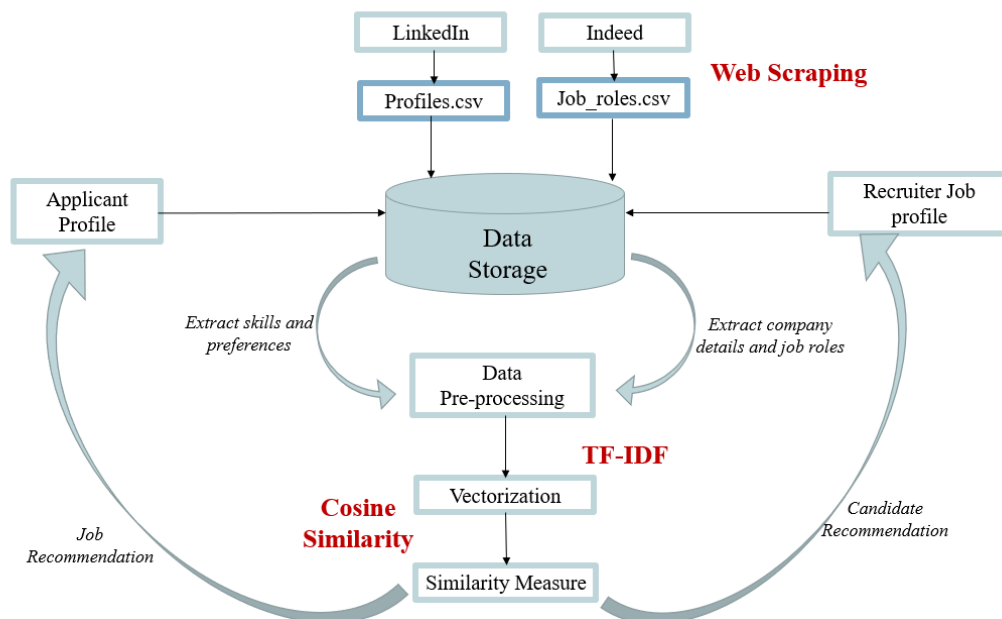 LinkedIn
Indeed
Web Scraping
Profiles.csv
Job_roles.csv
Applicant
Profile
Recruiter Job
profile
Data
Storage
Extract skills and
preferences
Extract company
details and job roles
Data
Pre-processing
TF-IDF
Vectorization
Cosine
Similarity
Job
Recommendation
Candidate
Recommendation
Similarity Measure